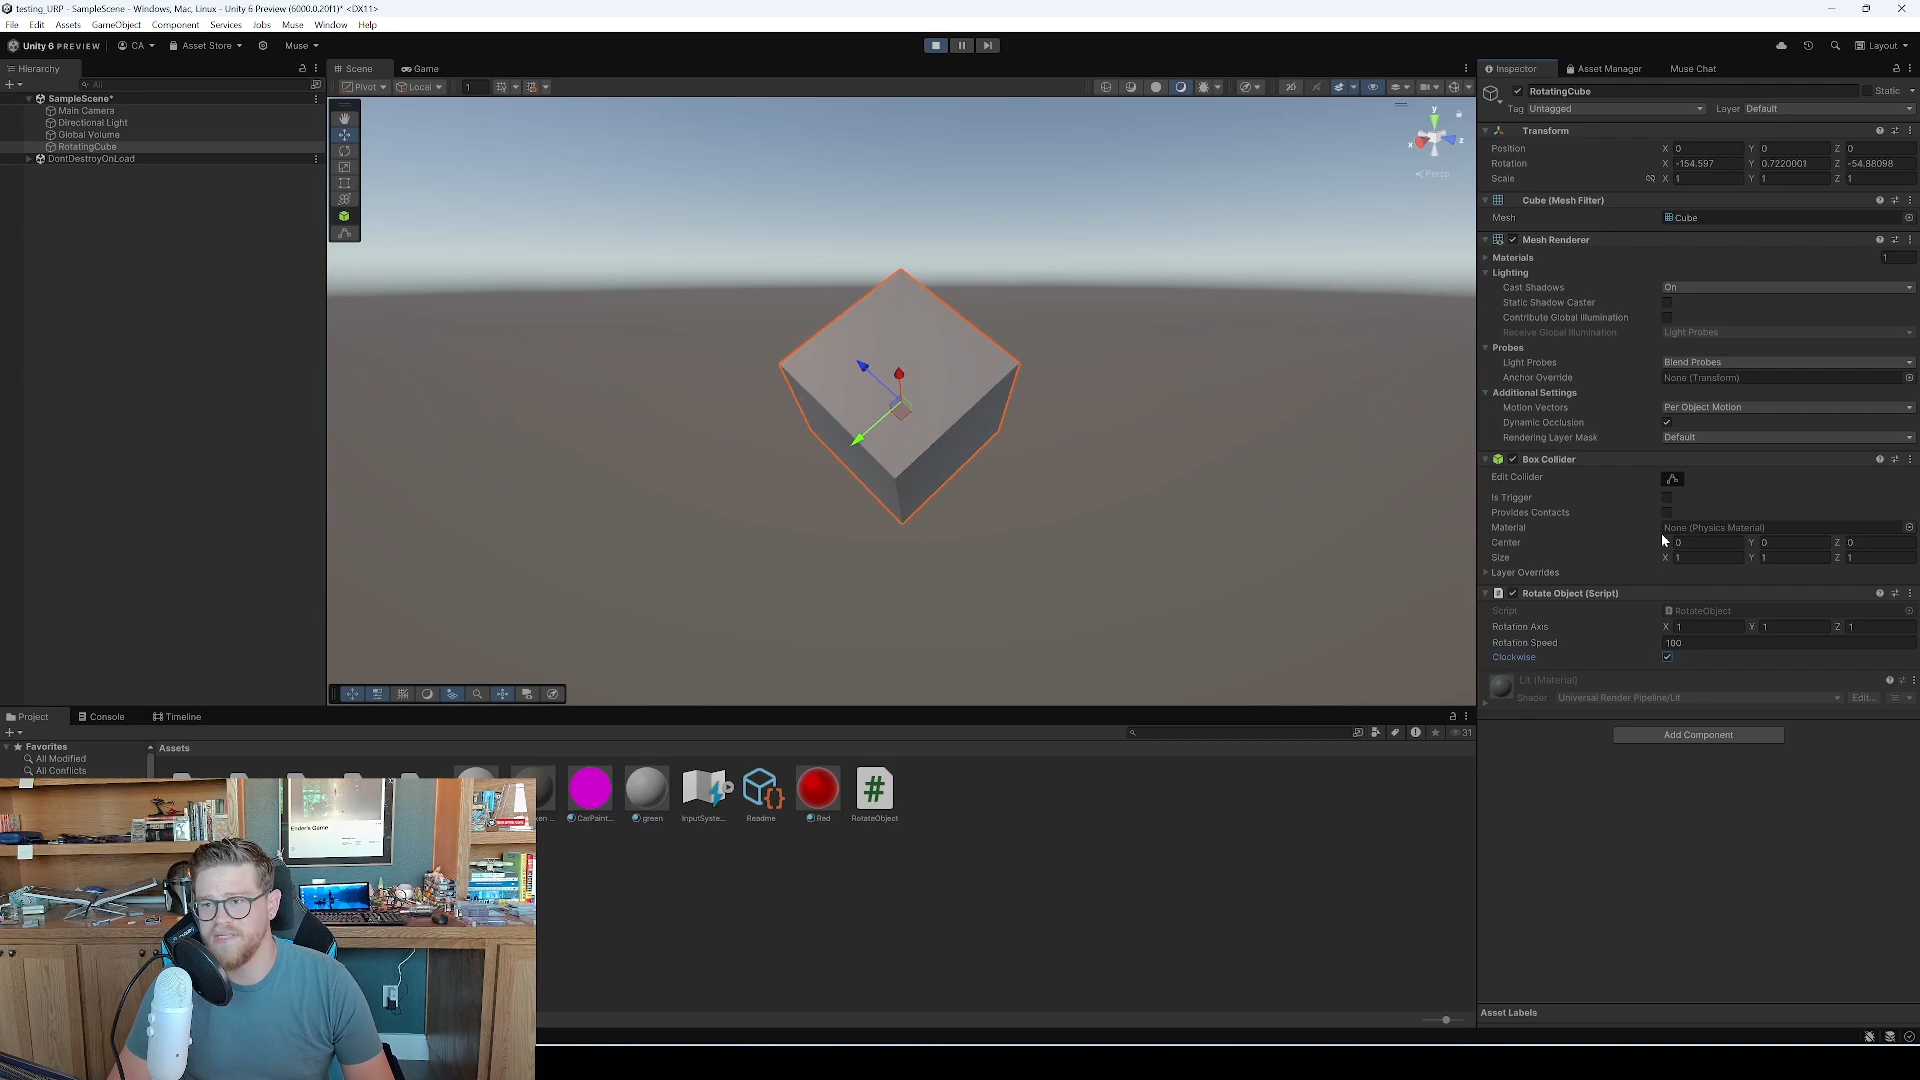 testing_URP - SampleScene - Windows, Mac, Linux - Unity 6 Preview (6000.0.20f1)* <DX11>
File Edit Assets GameObject Component Services Jobs Muse Window Help
Unity 6 PREVIEW CA Asset Store Muse Layout
Hierarchy Scene Game Inspector Asset Manager Muse Chat
All Pivot Local 1 2D RotatingCube Static
SampleScene* Tag Untagged Layer Default
Main Camera
Directional Light
Global Volume
RotatingCube
DontDestroyOnLoad
y
x
z
Persp
Transform
Position X 0 Y 0 Z 0
Rotation X -154.597 Y 0.7220001 Z -54.88098
Scale X 1 Y 1 Z 1
Cube (Mesh Filter)
Mesh Cube
Mesh Renderer
Materials 1
Lighting
Cast Shadows On
Static Shadow Caster
Contribute Global Illumination
Receive Global Illumination Light Probes
Probes
Light Probes Blend Probes
Anchor Override None (Transform)
Additional Settings
Motion Vectors Per Object Motion
Dynamic Occlusion
Rendering Layer Mask Default
Box Collider
Edit Collider
Is Trigger
Provides Contacts
Material None (Physics Material)
Center 0 Y 0 Z 0
Size X 1 Y 1 Z 1
Layer Overrides
Rotate Object (Script)
Script RotateObject
Rotation Axis X 1 Y 1 Z 1
Rotation Speed 100
Clockwise
Lit (Material)
Shader Universal Render Pipeline/Lit Edit...
Add Component
Project Console Timeline
31
Favorites Assets
All Modified
All Conflicts
CarPaint... green InputSyste... Readme Red RotateObject
Ender's Game
Asset Labels